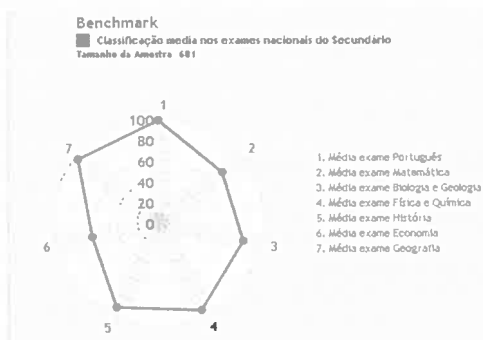 Benchmark
Classificação media nos exames nacionais do Secundário
Tamanho da Amostra 681
1
100
80
60
40
20
0
2
3
4
5
6
7
1. Média exame Português
2. Média exame Matemática
3. Média exame Biologia e Geologia
4. Média exame Física e Química
5. Média exame História
6. Média exame Economia
7. Média exame Geografia